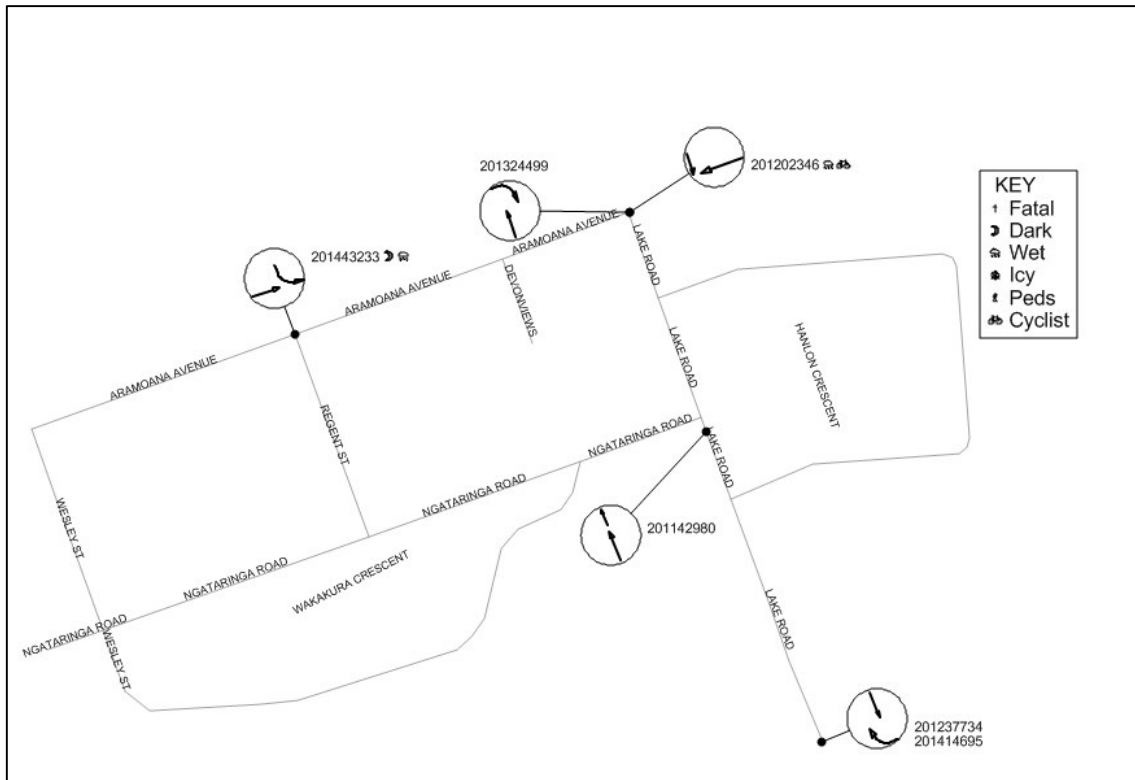 201324499
201202346
KEY
Fatal
Dark
Wet
Icy
Peds
Cyclist
201443233
ARAMOANA AVENUE
ARAMOANA AVENUE
ARAMOANA AVENUE
DEVONVIEWS..
LAKE ROAD
LAKE ROAD
HANLON CRESCENT
REGENT ST
NGATARINGA ROAD
LAKE ROAD
NGATARINGA ROAD
WESLEY ST
201142980
NGATARINGA ROAD
WAKAKURA CRESCENT
NGATARINGA ROAD
WESLEY ST
LAKE ROAD
201237734
201414695